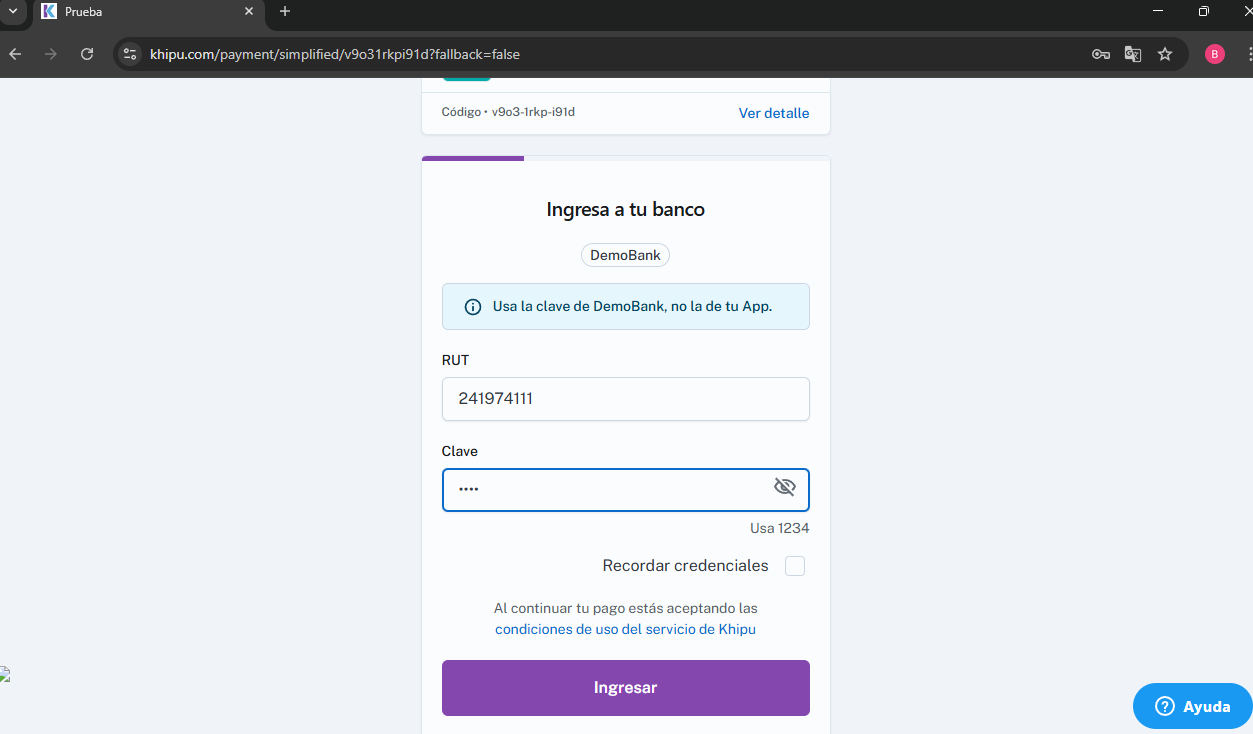 Prueba
khipu.com/payment/simplified/v9o31rkpi91d?fallback=false
B
Código · v9o3-1rkp-i91d
Ver detalle
Ingresa a tu banco
DemoBank
Usa la clave de DemoBank, no la de tu App.
RUT
241974111
Clave
••••
Usa 1234
Recordar credenciales
Al continuar tu pago estás aceptando las
condiciones de uso del servicio de Khipu
Ingresar
Ayuda